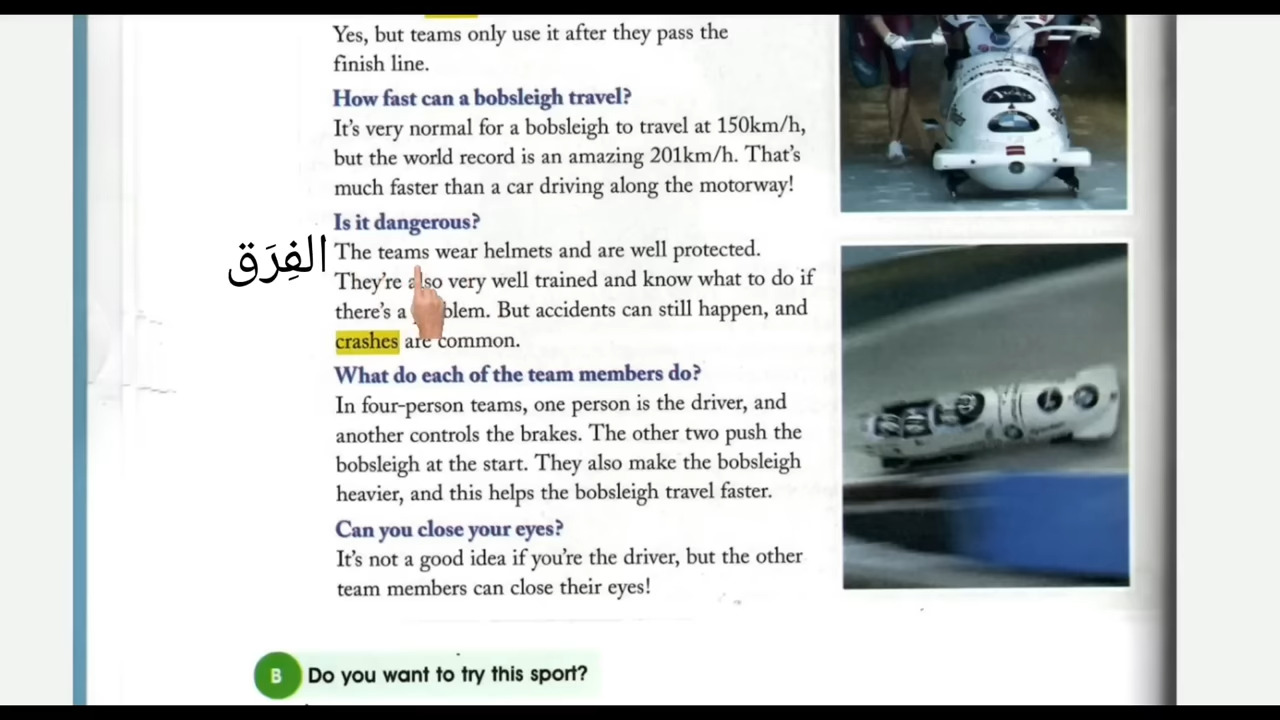 Yes, but teams only use it after they pass the
finish line.
How fast can a bobsleigh travel?
It's very normal for a bobsleigh to travel at 150km/h,
but the world record is an amazing 201km/h. That's
much faster than a car driving along the motorway!
Is it dangerous?
الفِرَق
The teams wear helmets and are well protected.
They're also very well trained and know what to do if
there's a blem. But accidents can still happen, and
crashes are common.
What do each of the team members do?
In four-person teams, one person is the driver, and
another controls the brakes. The other two push the
bobsleigh at the start. They also make the bobsleigh
heavier, and this helps the bobsleigh travel faster.
Can you close your eyes?
It's not a good idea if you're the driver, but the other
team members can close their eyes!
B Do you want to try this sport?